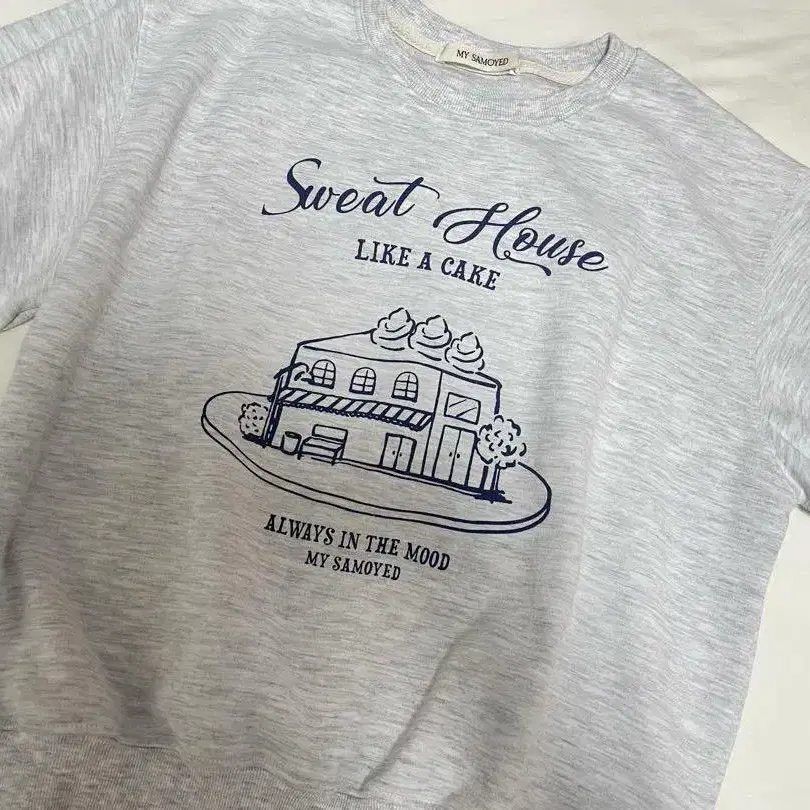 MY SAMOYED
Sweat House
LIKE A CAKE
ALWAYS IN THE MOOD
MY SAMOYED